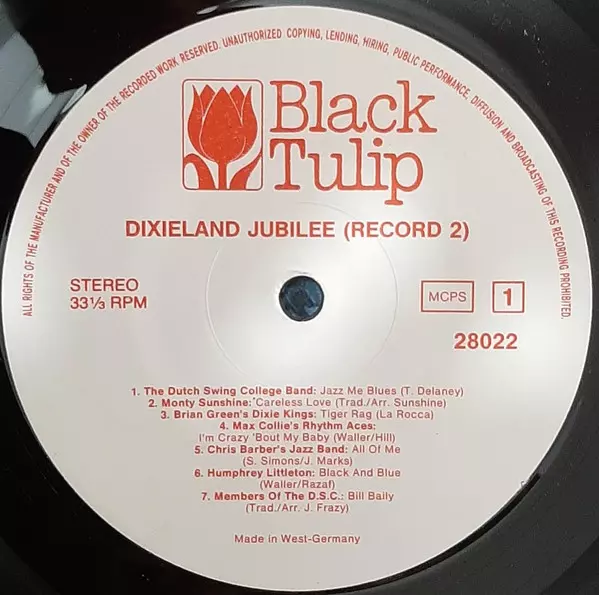 ALL RIGHTS OF THE MANUFACTURER AND OF THE OWNER OF THE RECORDED WORK RESERVED. UNAUTHORIZED COPYING, LENDING, HIRING, PUBLIC PERFORMANCE, DIFFUSION AND BROADCASTING OF THIS RECORDING PROHIBITED.
Black
Tulip
DIXIELAND JUBILEE (RECORD 2)
STEREO
33⅓ RPM
MCPS
1
28022
1. The Dutch Swing College Band: Jazz Me Blues (T. Delaney)
2. Monty Sunshine: Careless Love (Trad./Arr. Sunshine)
3. Brian Green's Dixie Kings: Tiger Rag (La Rocca)
4. Max Collie's Rhythm Aces:
I'm Crazy 'Bout My Baby (Waller/Hill)
5. Chris Barber's Jazz Band: All Of Me
(S. Simons/J. Marks)
6. Humphrey Littleton: Black And Blue
(Waller/Razaf)
7. Members Of The D.S.C.: Bill Baily
(Trad./Arr. J. Frazy)
Made in West-Germany